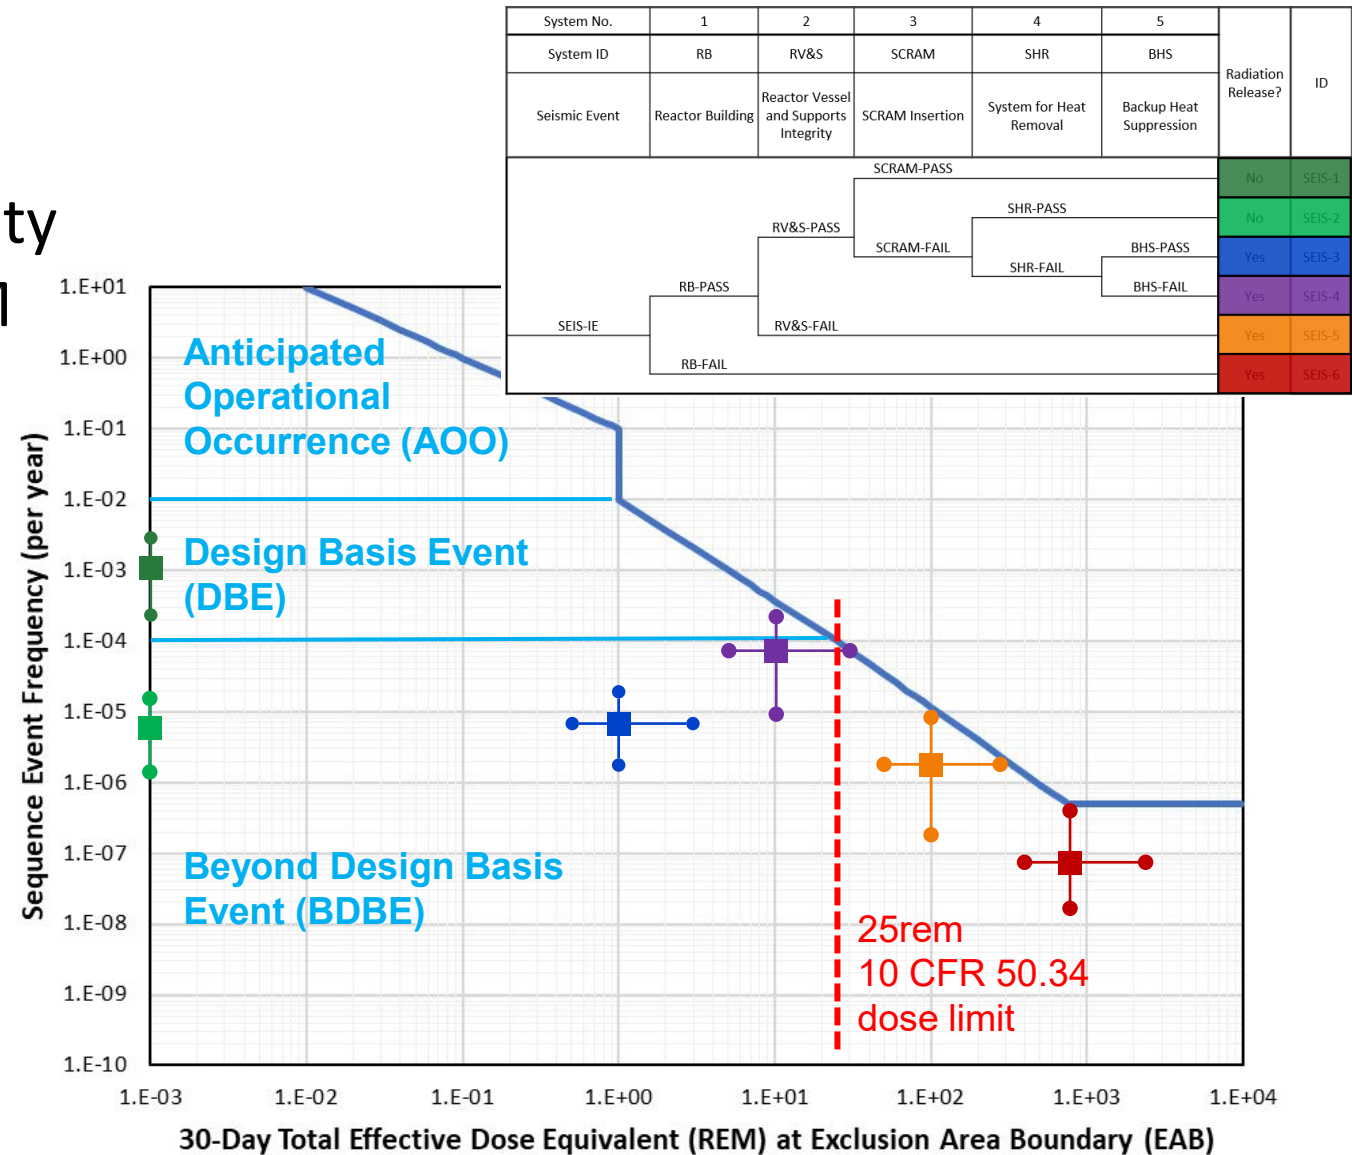 System No. 1 2 3 4 5
System ID RB RV&S SCRAM SHR BHS
Radiation Release? ID
Seismic Event
Reactor Building
Reactor Vessel
and Supports
Integrity
SCRAM Insertion
System for Heat
Removal
Backup Heat
Suppression
SCRAM-PASS
No SEIS-1
SHR-PASS
No SEIS-2
RV&S-PASS
SCRAM-FAIL
BHS-PASS
Yes SEIS-3
SHR-FAIL
RB-PASS
BHS-FAIL
Yes SEIS-4
SEIS-IE
RV&S-FAIL
Yes SEIS-5
RB-FAIL
Yes SEIS-6
ty
1.E+01
1.E+00
1.E-01
1.E-02
1.E-03
1.E-04
1.E-05
1.E-06
1.E-07
1.E-08
1.E-09
1.E-10
Sequence Event Frequency (per year)
Anticipated
Operational
Occurrence (AOO)
Design Basis Event
(DBE)
Beyond Design Basis
Event (BDBE)
25rem
10 CFR 50.34
dose limit
1.E-03 1.E-02 1.E-01 1.E+00 1.E+01 1.E+02 1.E+03 1.E+04
30-Day Total Effective Dose Equivalent (REM) at Exclusion Area Boundary (EAB)